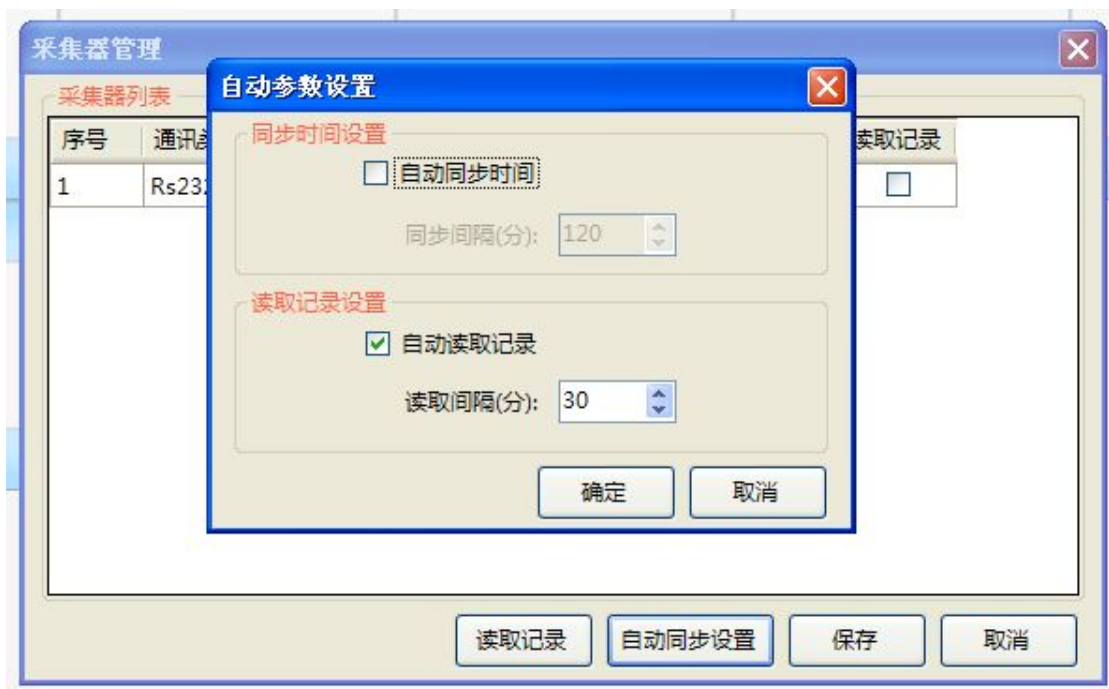 采集器管理
采集器列表
序号 通讯 读取记录
1 Rs232
自动参数设置
同步时间设置
自动同步时间
同步间隔(分): 120
读取记录设置
自动读取记录
读取间隔(分): 30
确定 取消
读取记录 自动同步设置 保存 取消